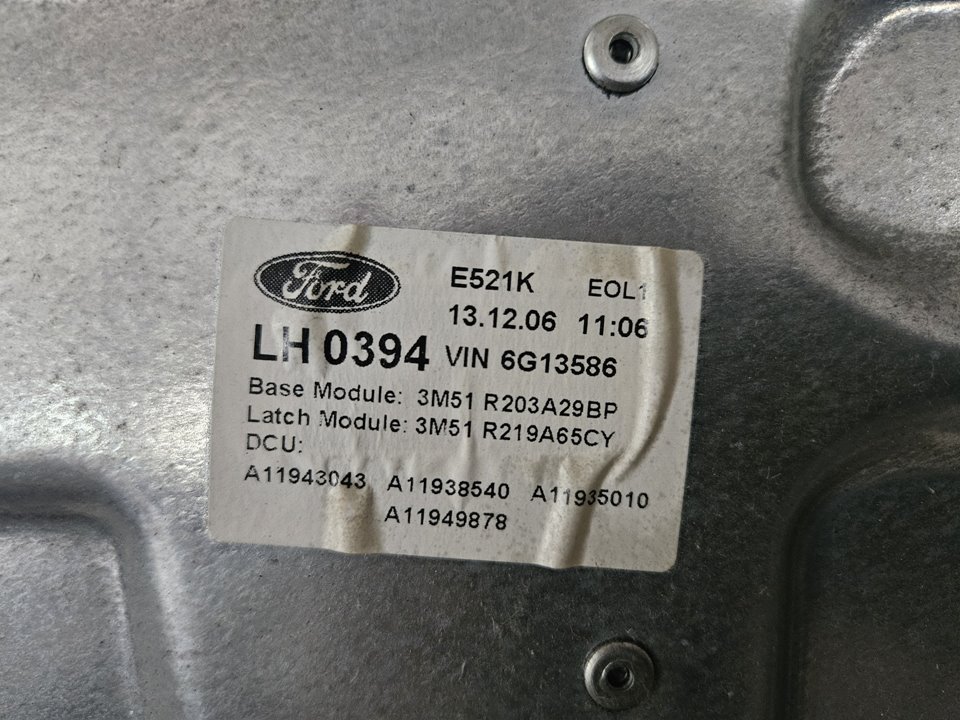 Ford
E521K EOL1
13.12.06 11:06
LH 0394 VIN 6G13586
Base Module: 3M51 R203A29BP
Latch Module: 3M51 R219A65CY
DCU:
A11943043 A11938540 A11935010
A11949878